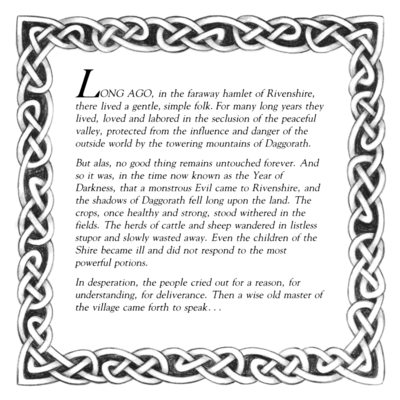 LONG AGO, in the faraway hamlet of Rivenshire,
there lived a gentle, simple folk. For many long years they
lived, loved and labored in the seclusion of the peaceful
valley, protected from the influence and danger of the
outside world by the towering mountains of Daggorath.
But alas, no good thing remains untouched forever. And
so it was, in the time now known as the Year of
Darkness, that a monstrous Evil came to Rivenshire, and
the shadows of Daggorath fell long upon the land. The
crops, once healthy and strong, stood withered in the
fields. The herds of cattle and sheep wandered in listless
stupor and slowly wasted away. Even the children of the
Shire became ill and did not respond to the most
powerful potions.
In desperation, the people cried out for a reason, for
understanding, for deliverance. Then a wise old master of
the village came forth to speak...